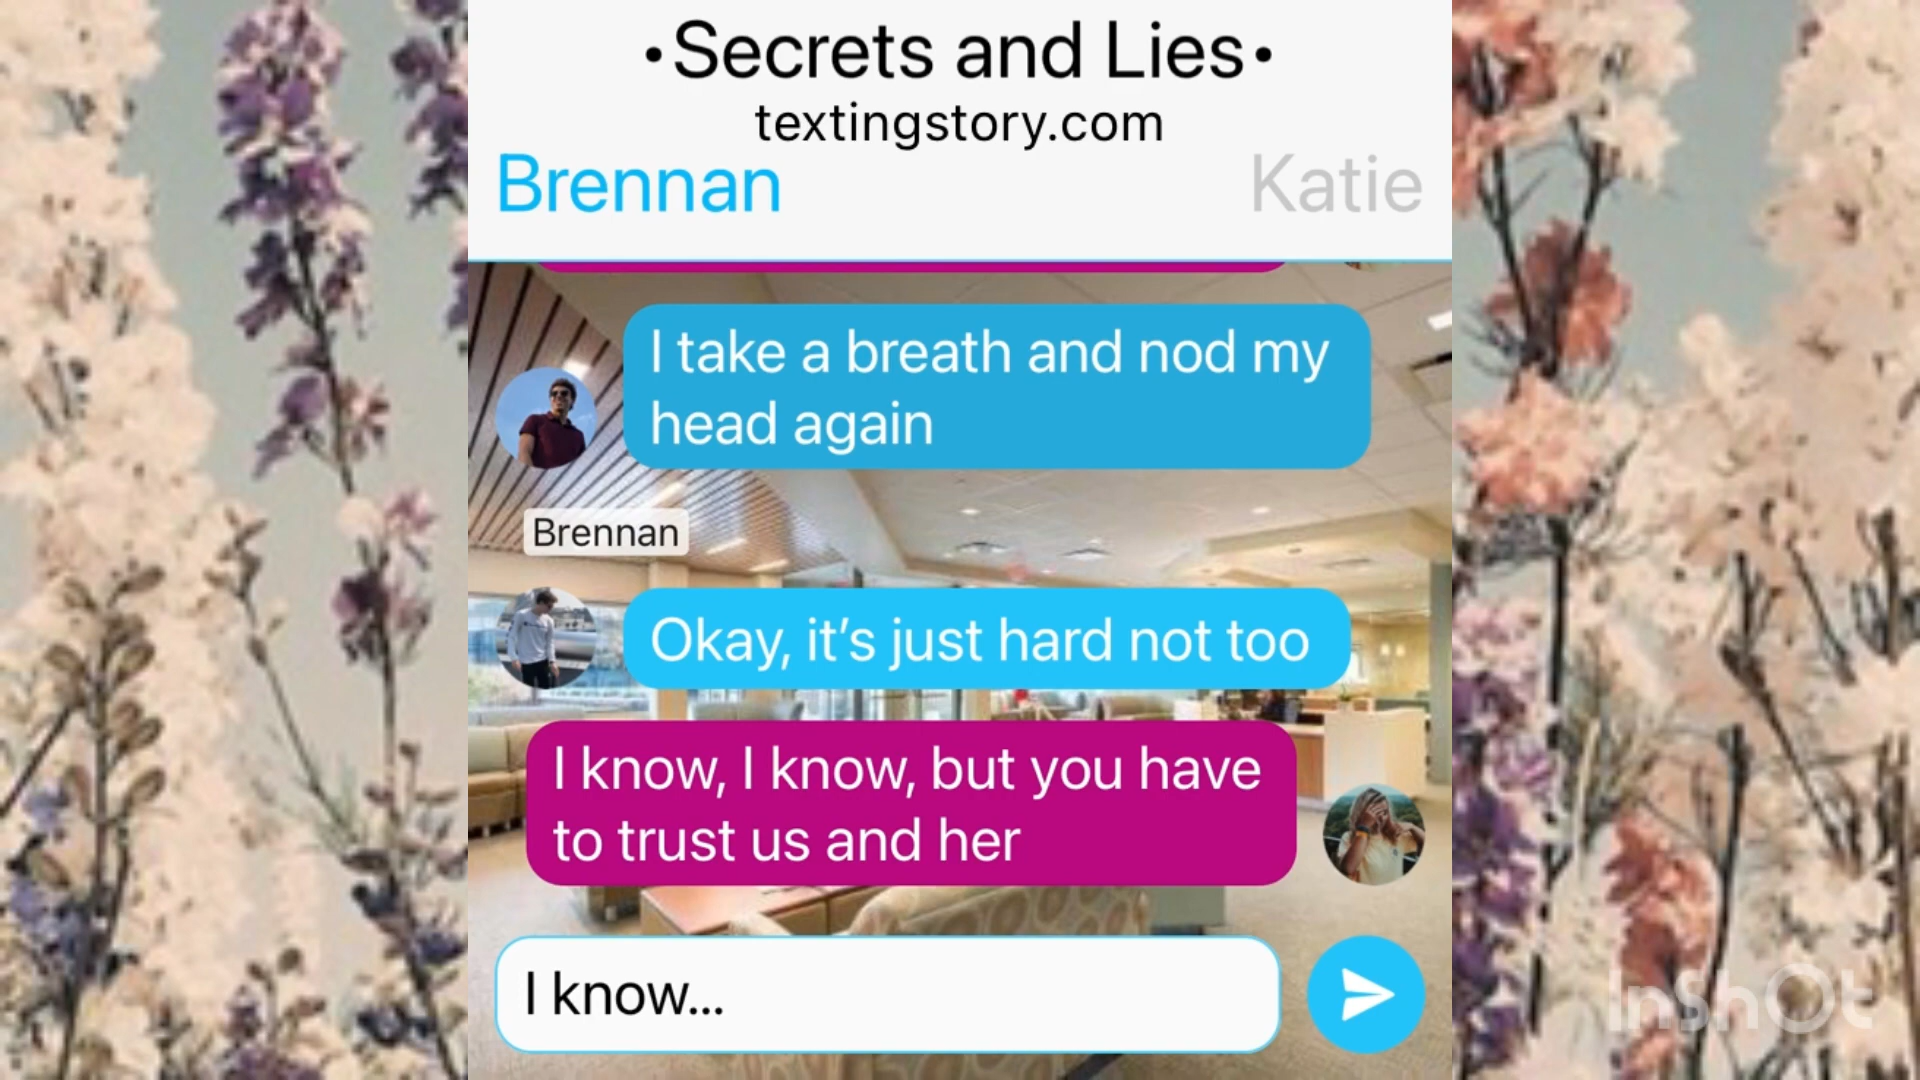 •Secrets and Lies•
textingstory.com
Brennan
Katie
I take a breath and nod my
head again
Brennan
Okay, it’s just hard not too
I know, I know, but you have
to trust us and her
I know...
InShOt